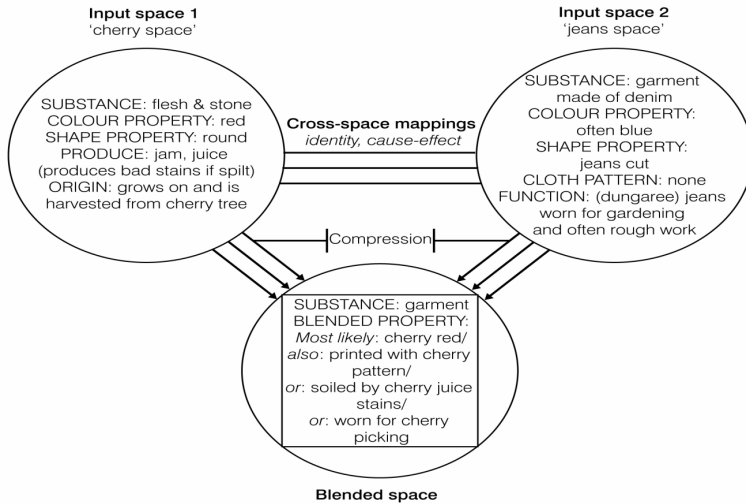 Input space 1
'cherry space'
Input space 2
'jeans space'
SUBSTANCE: flesh & stone
COLOUR PROPERTY: red
SHAPE PROPERTY: round
PRODUCE: jam, juice
(produces bad stains if spilt)
ORIGIN: grows on and is
harvested from cherry tree
Cross-space mappings
identity, cause-effect
SUBSTANCE: garment
made of denim
COLOUR PROPERTY:
often blue
SHAPE PROPERTY:
jeans cut
CLOTH PATTERN: none
FUNCTION: (dungaree) jeans
worn for gardening
and often rough work
Compression
SUBSTANCE: garment
BLENDED PROPERTY:
Most likely: cherry red/
also: printed with cherry
pattern/
or: soiled by cherry juice
stains/
or: worn for cherry
picking
Blended space